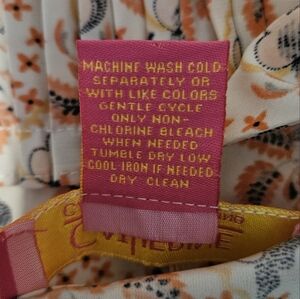 MACHINE WASH COLD
SEPARATELY OR
WITH LIKE COLORS
GENTLE CYCLE
ONLY NON-
CHLORINE BLEACH
WHEN NEEDED
TUMBLE DRY LOW
COOL IRON IF NEEDED
DRY CLEAN